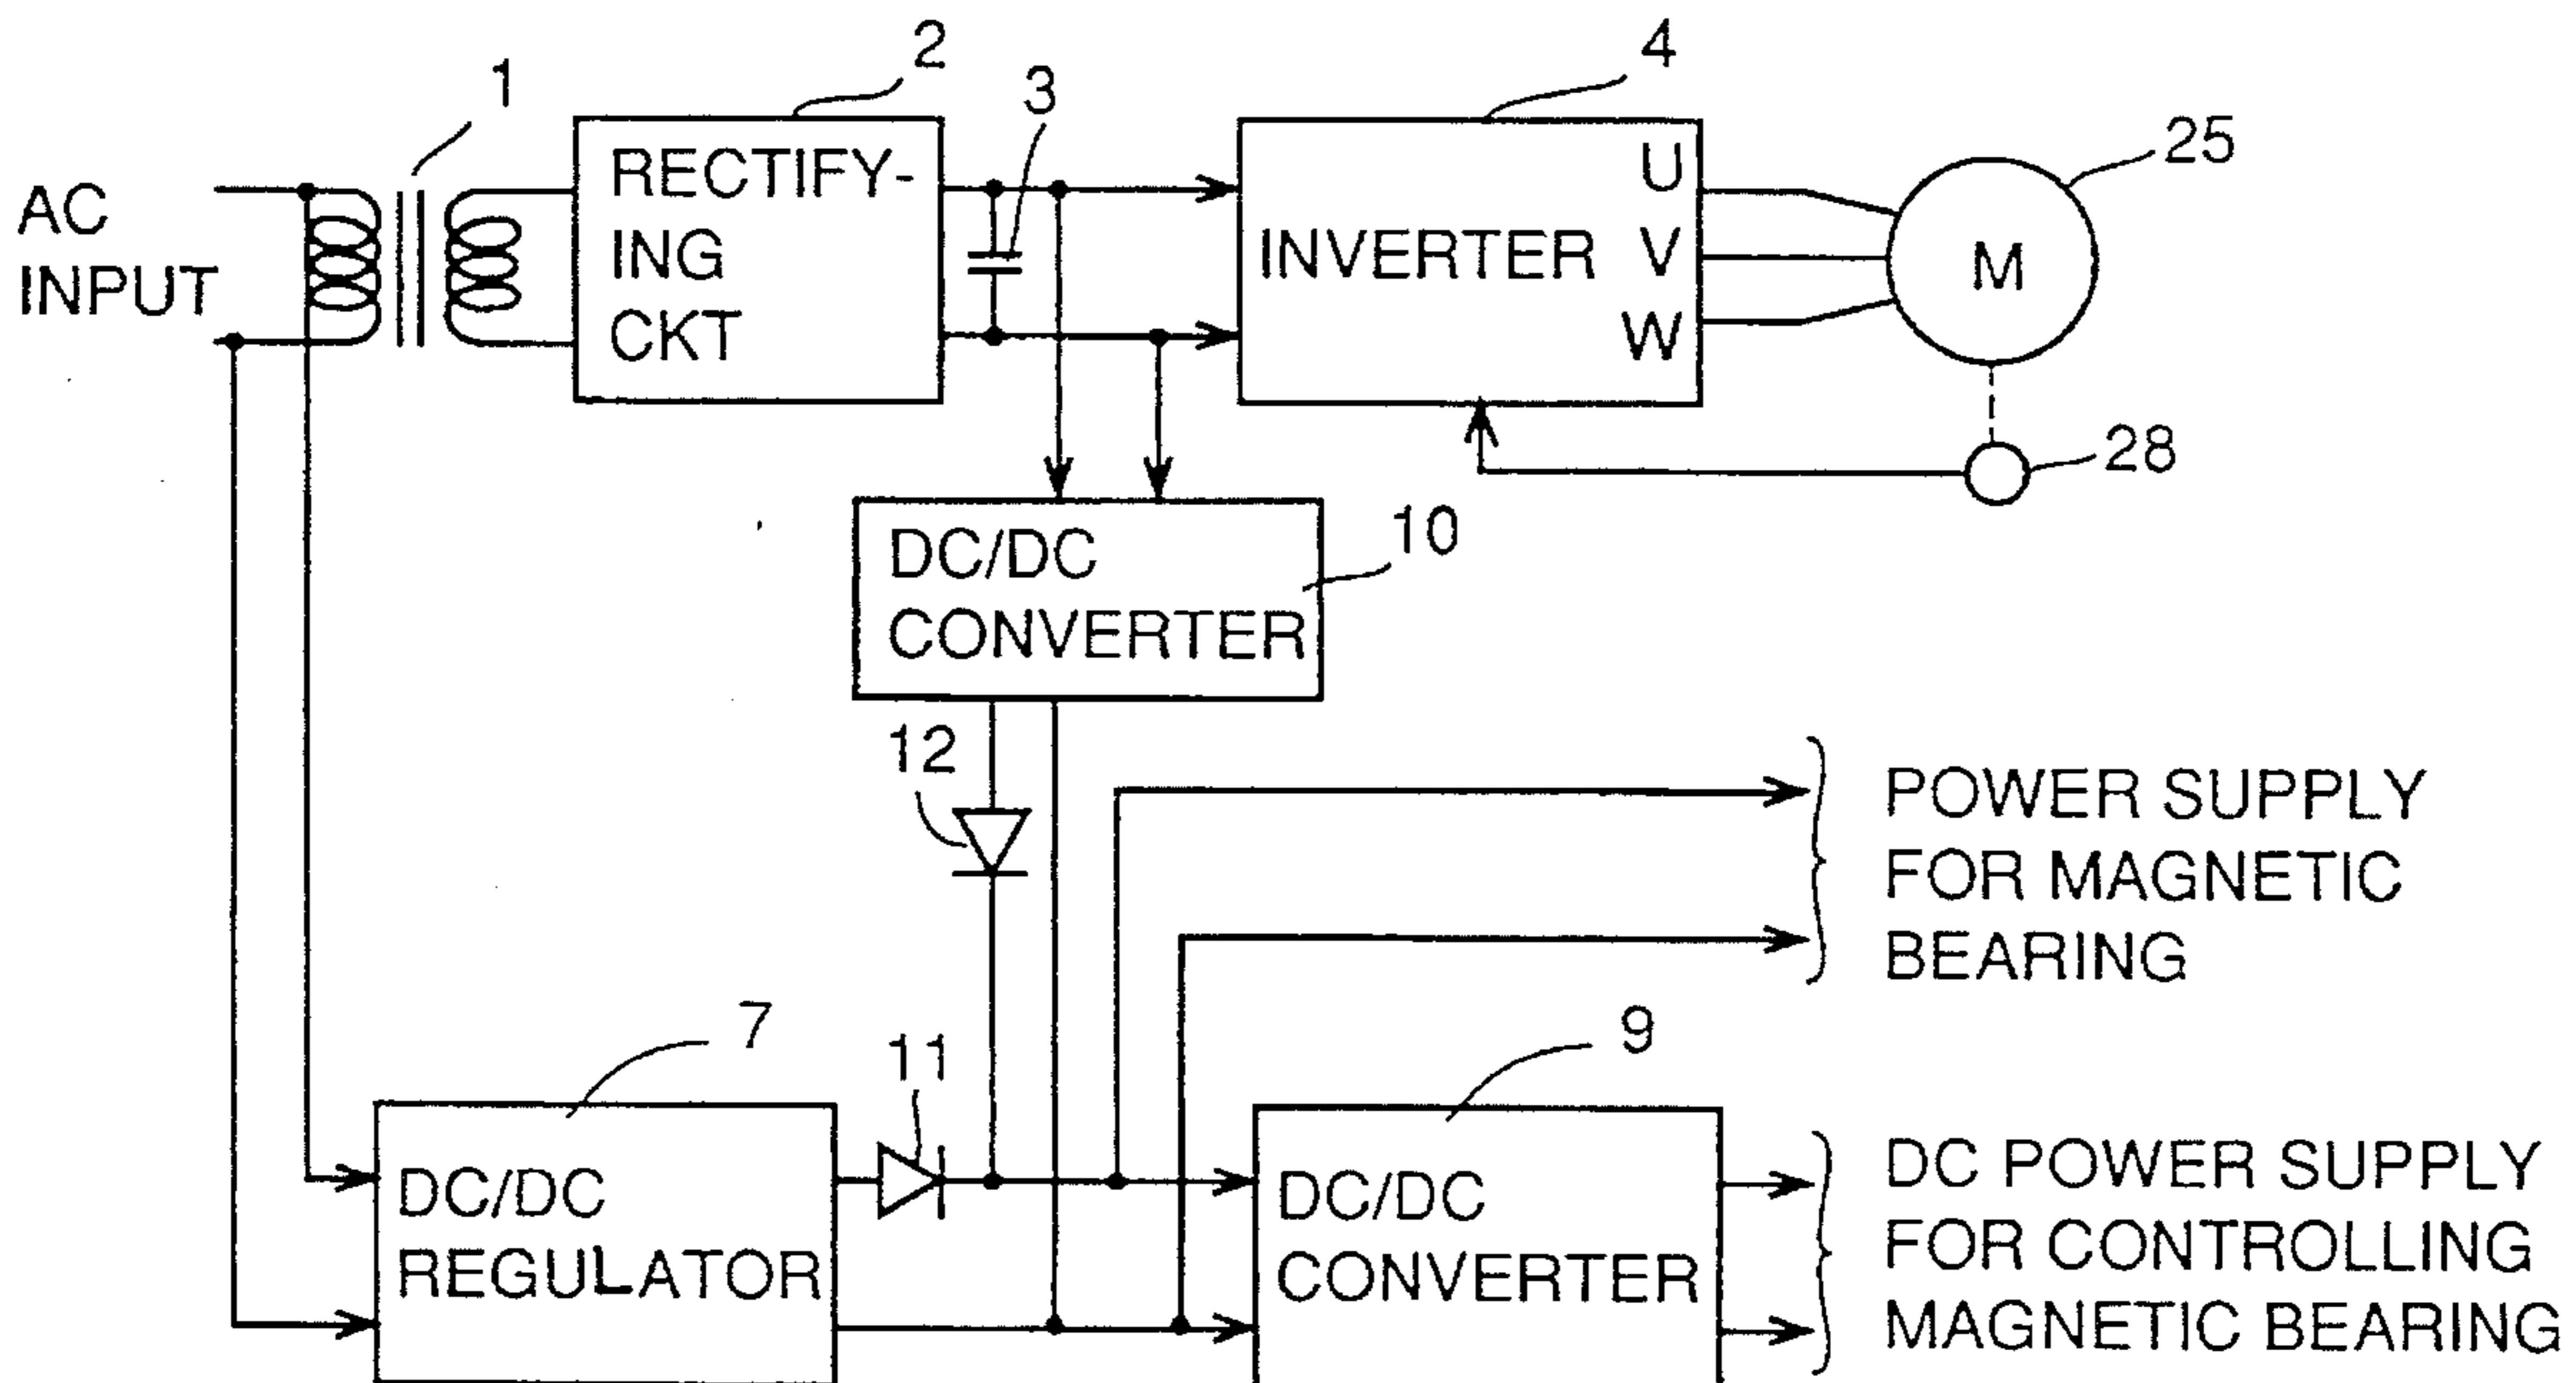 1
2
3
4
25
AC
INPUT
RECTIFY-
ING
CKT
INVERTER
U
V
W
M
28
10
DC/DC
CONVERTER
12
POWER SUPPLY
FOR MAGNETIC
BEARING
7
11
9
DC/DC
REGULATOR
DC/DC
CONVERTER
DC POWER SUPPLY
FOR CONTROLLING
MAGNETIC BEARING